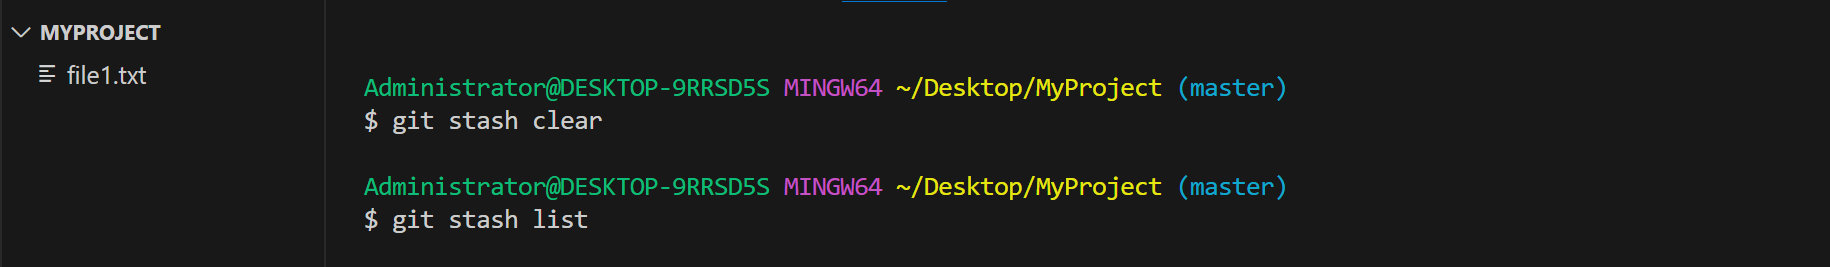 MYPROJECT
file1.txt
Administrator@DESKTOP-9RRSD5S MINGW64 ~/Desktop/MyProject (master)
$ git stash clear
Administrator@DESKTOP-9RRSD5S MINGW64 ~/Desktop/MyProject (master)
$ git stash list